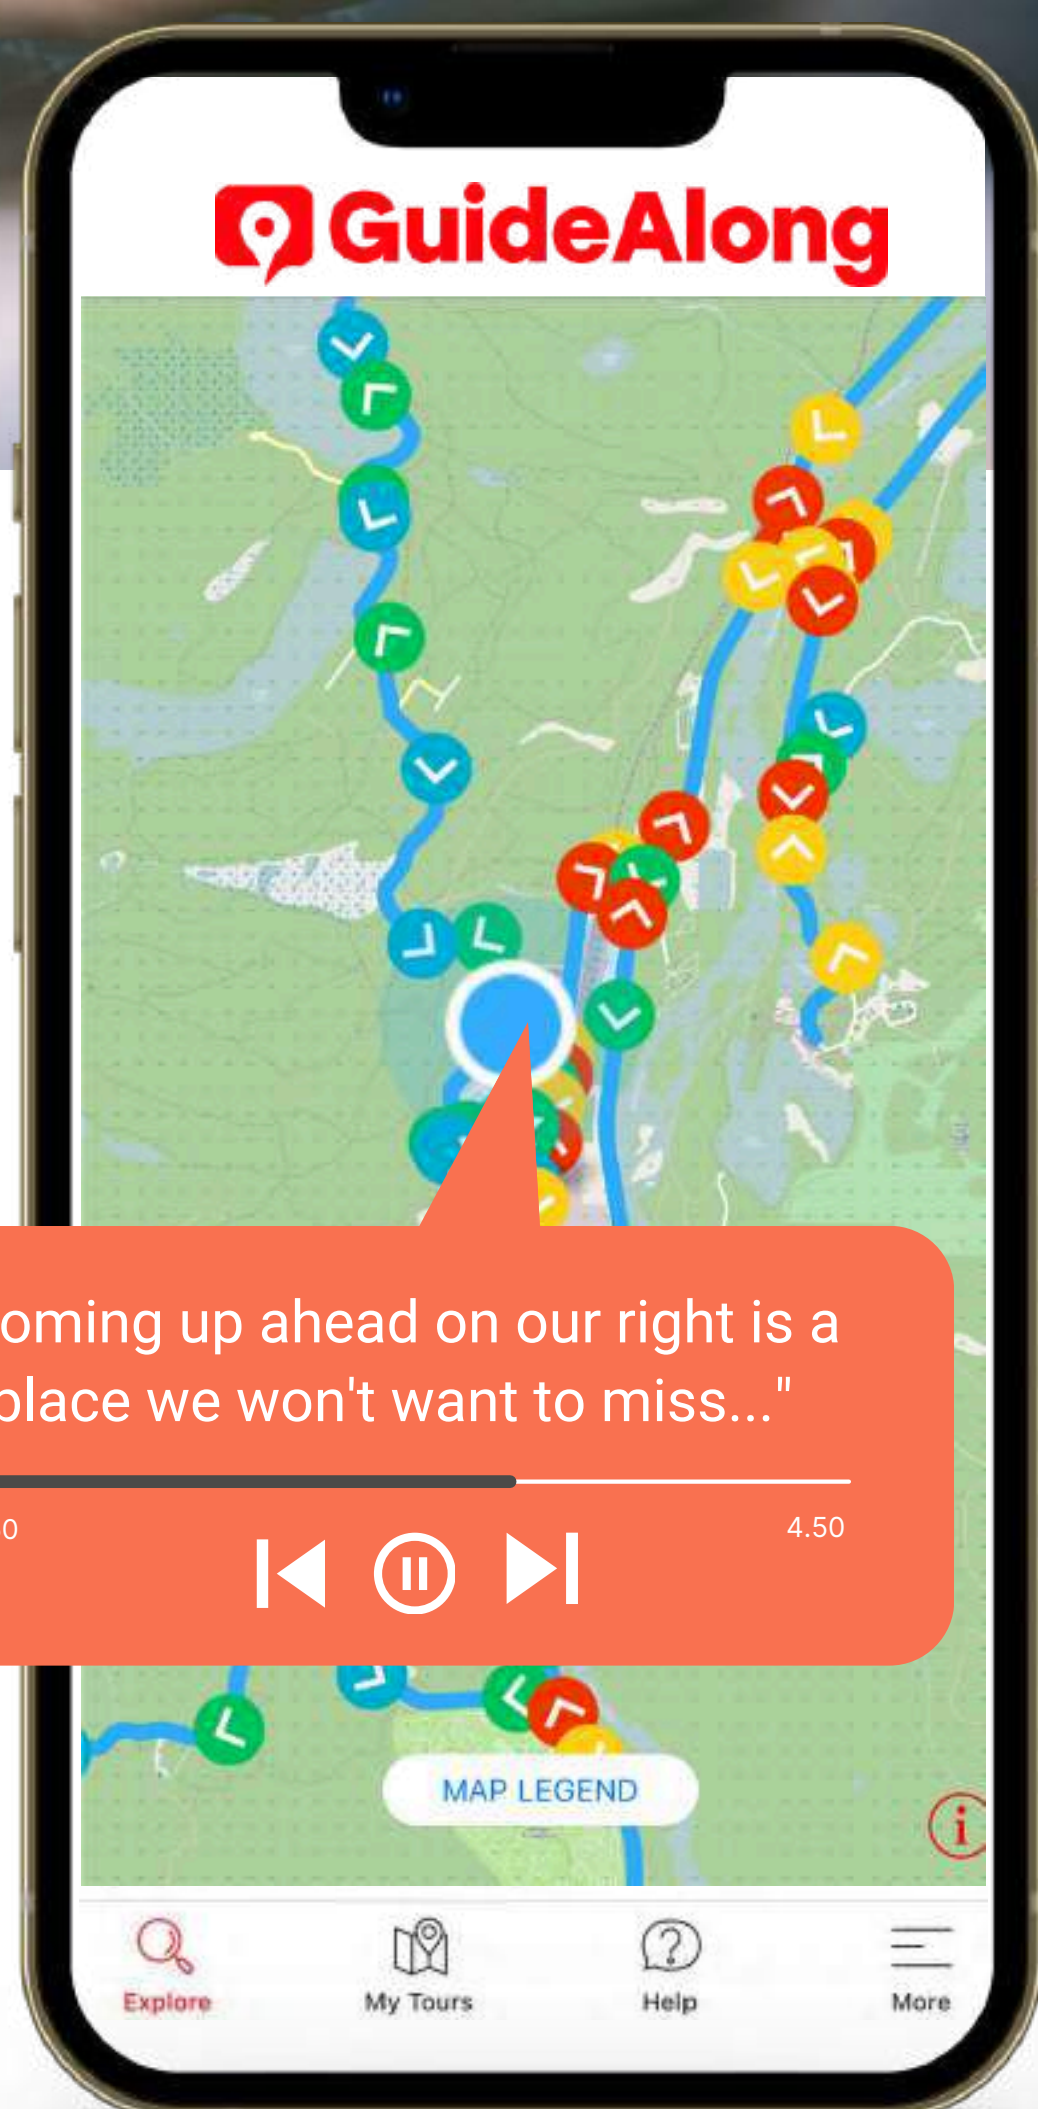 GuideAlong
oming up ahead on our right is a
place we won't want to miss..."
0 4.50
MAP LEGEND
i
Explore My Tours Help More